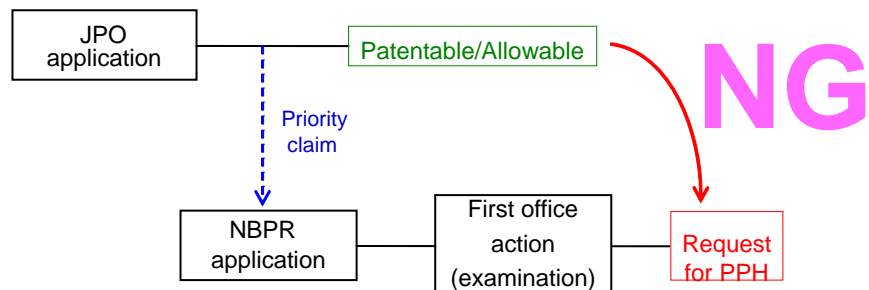 JPO
application
Patentable/Allowable
NG
Priority
claim
NBPR
application
First office
action
(examination)
Request
for PPH